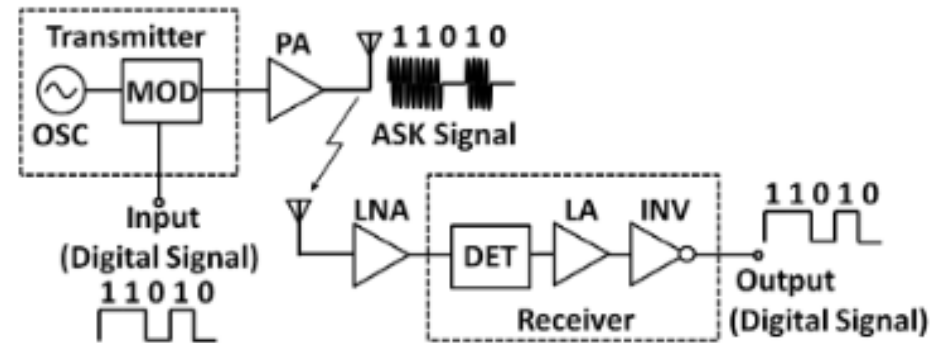 Transmitter
PA
1 1 0 1 0
MOD
OSC
ASK Signal
Input
(Digital Signal)
1 1 0 1 0
LNA
DET
LA
INV
Receiver
1 1 0 1 0
Output
(Digital Signal)